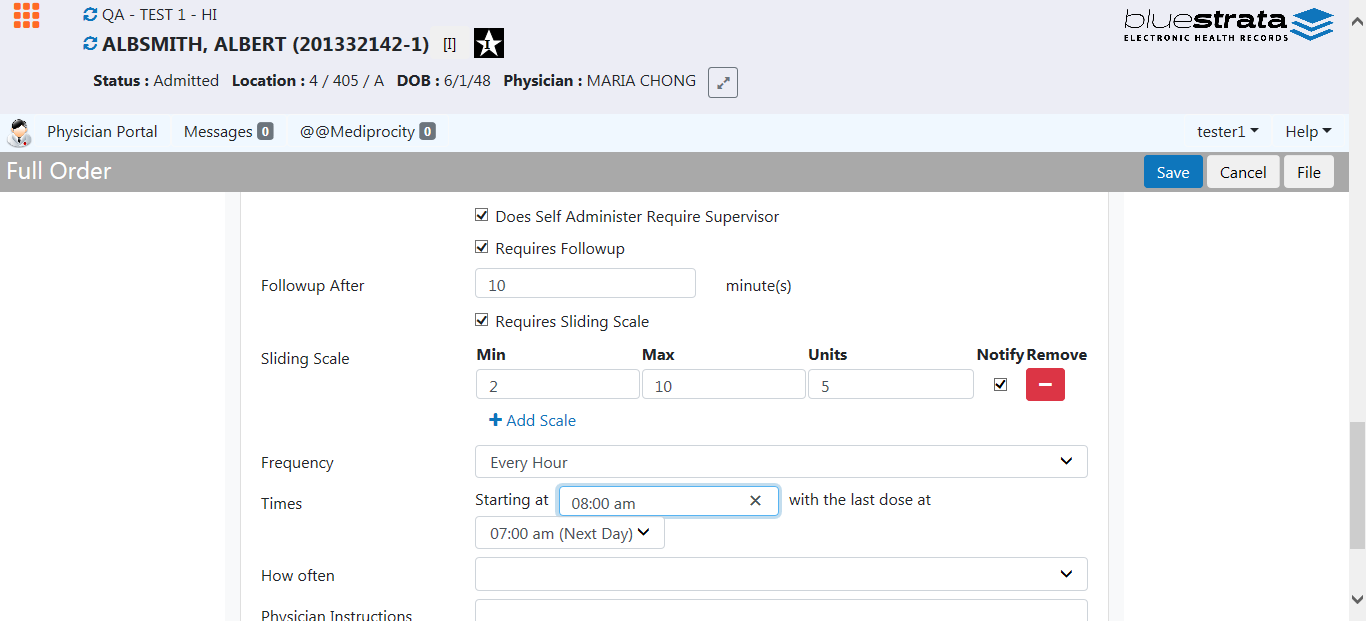 QA - TEST 1 - HI
bluestrata
ELECTRONIC HEALTH RECORDS
ALBSMITH, ALBERT (201332142-1) [I] I
Status : Admitted Location : 4 / 405 / A DOB : 6/1/48 Physician : MARIA CHONG
Physician Portal Messages 0 @@Mediprocity 0 tester1 Help
Full Order Save Cancel File
Does Self Administer Require Supervisor
Requires Followup
Followup After 10 minute(s)
Requires Sliding Scale
Sliding Scale Min Max Units Notify Remove
2 10 5
Add Scale
Frequency Every Hour
Times Starting at 08:00 am with the last dose at
07:00 am (Next Day)
How often
Physician Instructions